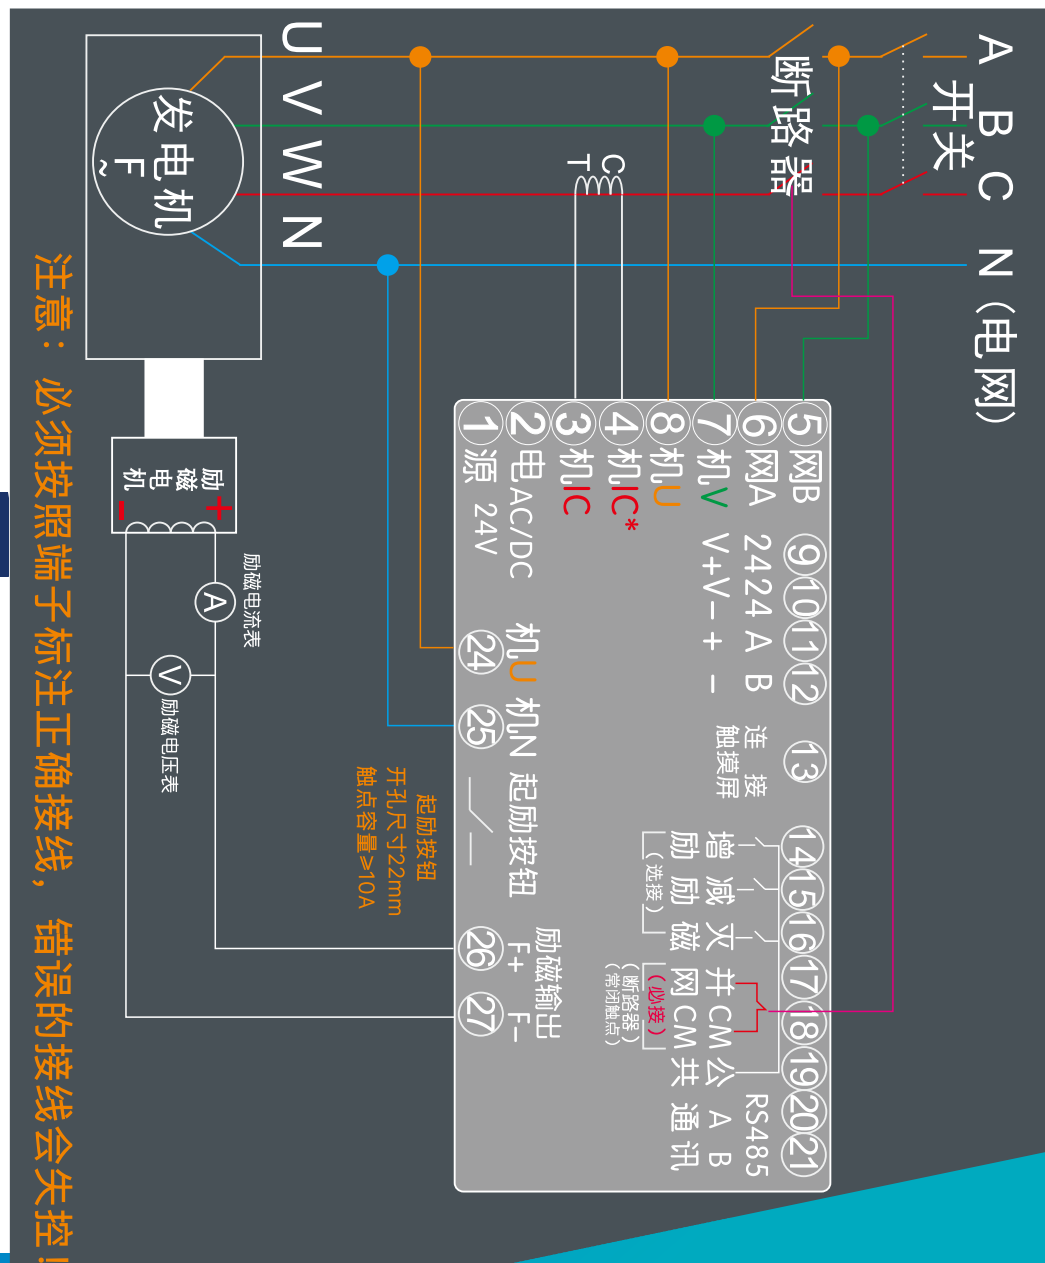 A B C N（电网）
开关
断路器
U V W N
发电机
F
~
CT
励磁
电机
+
-
励磁电流表
A
V
励磁电压表
5 网B
6 网A
7 机V
8 机U
4 机IC*
3 机IC
2 电 AC/DC
1 源 24V
9 10 11 12
24 24 A B
V+ V- + -
13
连接
触摸屏
14 增励
15 减励
16 灭磁
（选接）
17 18
并网
CM CM
（必接）
（断路器）
（常闭触点）
19 公共
20 21
RS485
A B
通讯
24 机U
25 机N
起励按钮
起励按钮
开孔尺寸22mm
触点容量≥10A
26 27
励磁输出
F+ F-
注意：必须按照端子标注正确接线，错误的接线会失控！